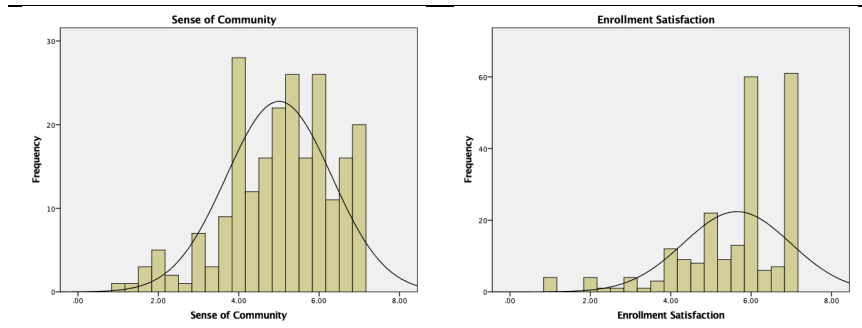 Sense of Community
30
20
10
0
Frequency
.00 2.00 4.00 6.00 8.00
Sense of Community
Enrollment Satisfaction
60
40
20
0
Frequency
.00 2.00 4.00 6.00 8.00
Enrollment Satisfaction